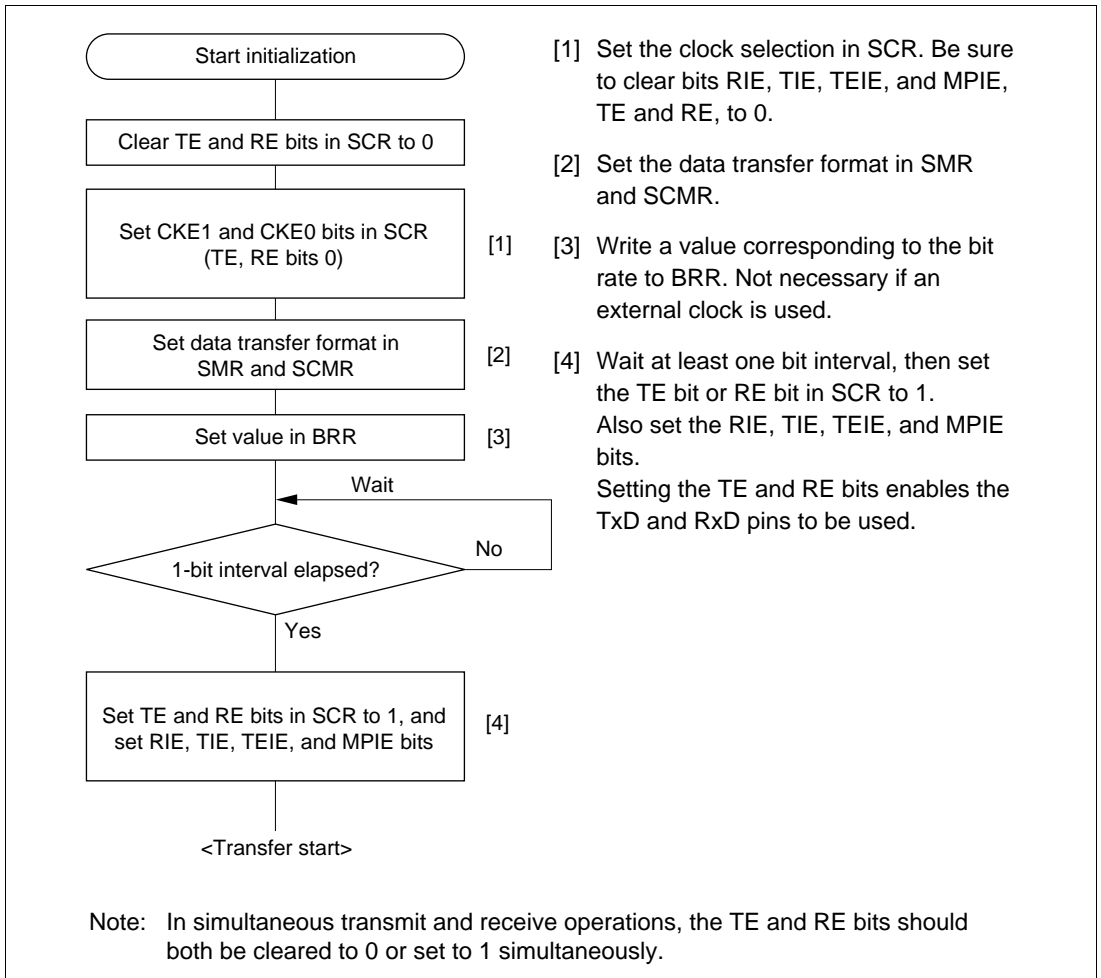 Start initialization
Clear TE and RE bits in SCR to 0
Set CKE1 and CKE0 bits in SCR
(TE, RE bits 0)
[1]
Set data transfer format in
SMR and SCMR
[2]
Set value in BRR
[3]
Wait
No
1-bit interval elapsed?
Yes
Set TE and RE bits in SCR to 1, and
set RIE, TIE, TEIE, and MPIE bits
[4]
<Transfer start>
[1] Set the clock selection in SCR. Be sure
to clear bits RIE, TIE, TEIE, and MPIE,
TE and RE, to 0.
[2] Set the data transfer format in SMR
and SCMR.
[3] Write a value corresponding to the bit
rate to BRR. Not necessary if an
external clock is used.
[4] Wait at least one bit interval, then set
the TE bit or RE bit in SCR to 1.
Also set the RIE, TIE, TEIE, and MPIE
bits.
Setting the TE and RE bits enables the
TxD and RxD pins to be used.
Note: In simultaneous transmit and receive operations, the TE and RE bits should
both be cleared to 0 or set to 1 simultaneously.